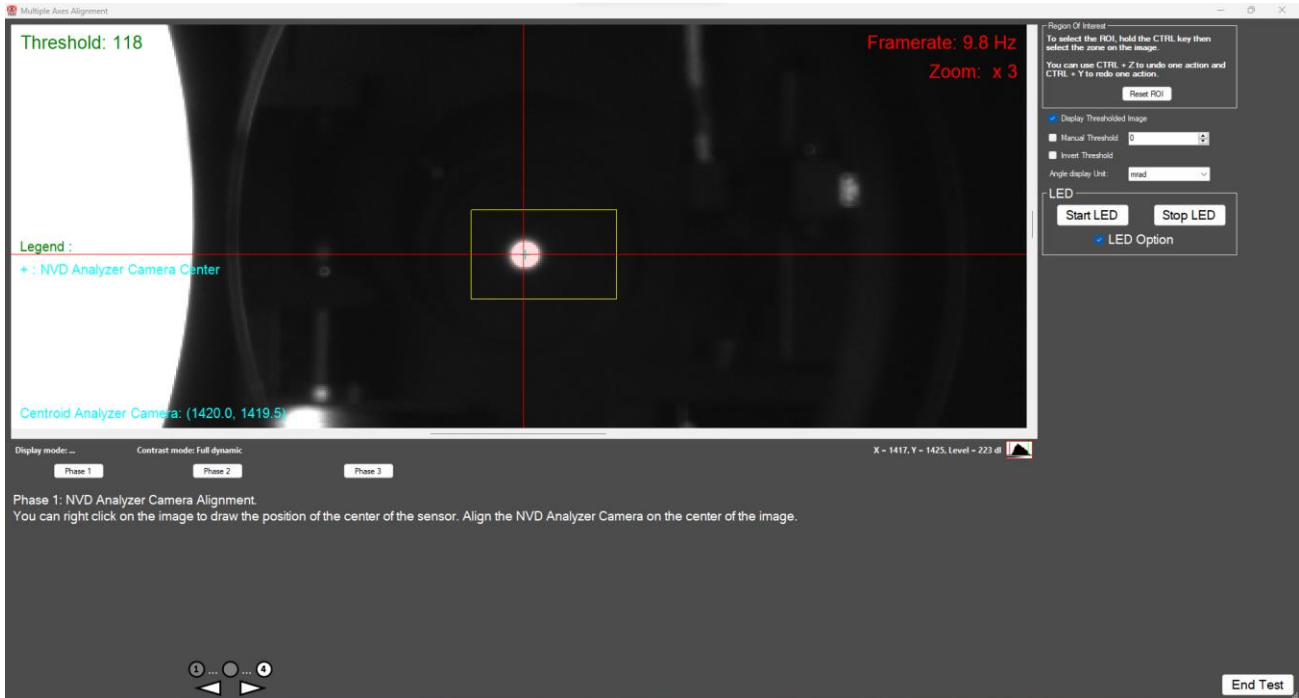 Multiple Axes Alignment
Threshold: 118
Framerate: 9.8 Hz
Zoom: x 3
Legend :
+ : NVD Analyzer Camera Center
Centroid Analyzer Camera: (1420.0, 1419.5)
Region Of Interest
To select the ROI, hold the CTRL key then
select the zone on the image.
You can use CTRL + Z to undo one action and
CTRL + Y to redo one action.
Reset ROI
Display Thresholded Image
Manual Threshold 0
Invert Threshold
Angle display Unit: mrad
LED
Start LED Stop LED
LED Option
Display mode: ... Contrast mode: Full dynamic X = 1417, Y = 1425, Level = 223 dl
Phase 1 Phase 2 Phase 3
Phase 1: NVD Analyzer Camera Alignment.
You can right click on the image to draw the position of the center of the sensor. Align the NVD Analyzer Camera on the center of the image.
1 ... ... 4
End Test